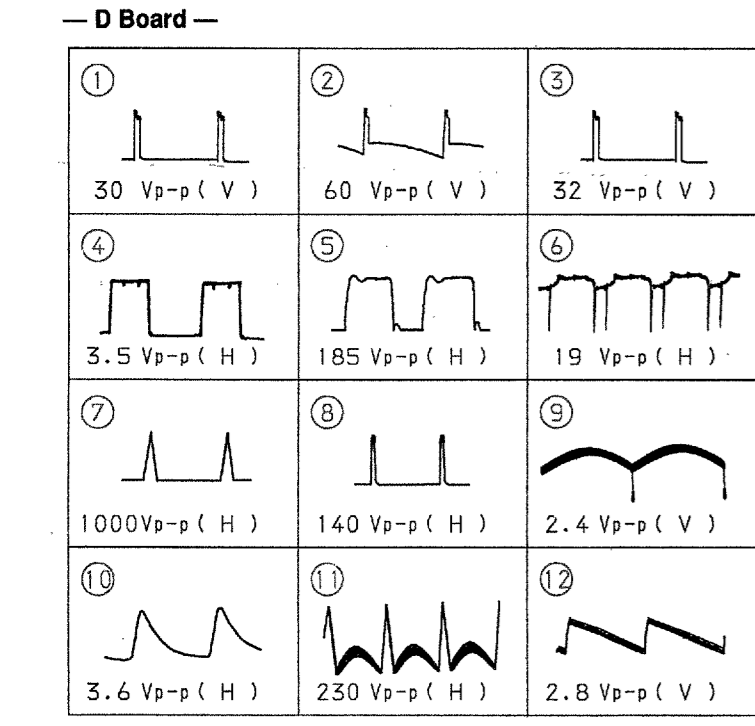 — D Board —
① ② ③
30 Vp-p ( V ) 60 Vp-p ( V ) 32 Vp-p ( V )
④ ⑤ ⑥
3.5 Vp-p ( H ) 185 Vp-p ( H ) 19 Vp-p ( H )
⑦ ⑧ ⑨
1000Vp-p ( H ) 140 Vp-p ( H ) 2.4 Vp-p ( V )
⑩ ⑪ ⑫
3.6 Vp-p ( H ) 230 Vp-p ( H ) 2.8 Vp-p ( V )